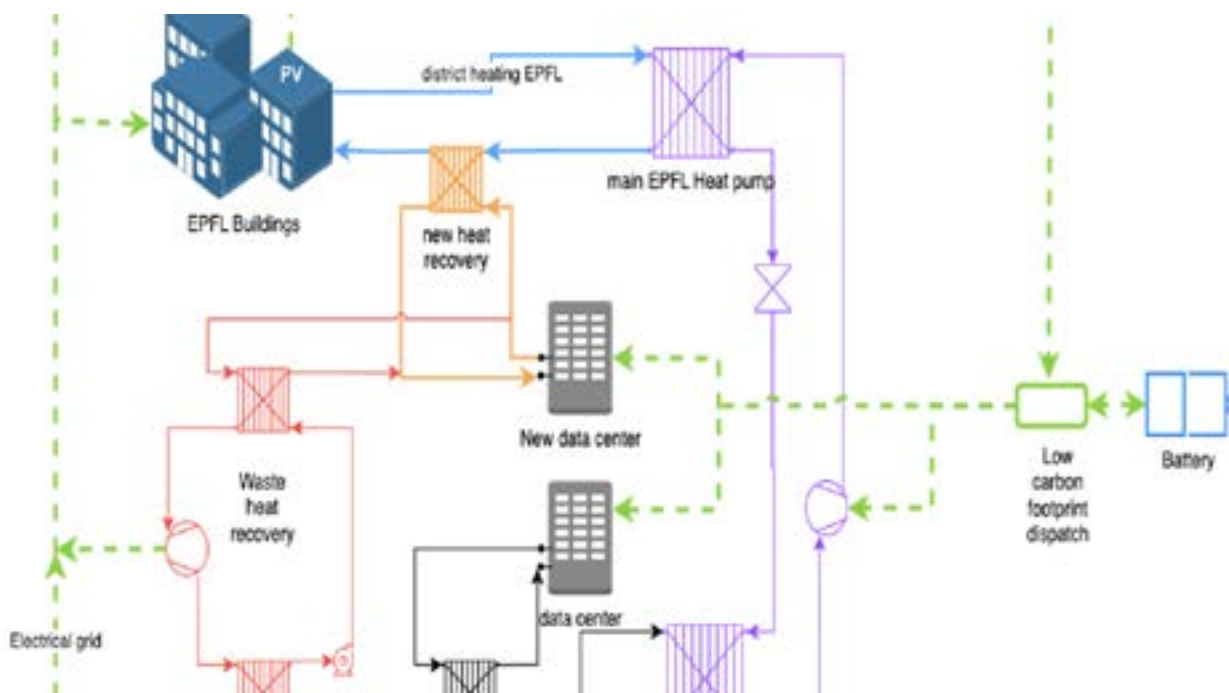 PV
district heating EPFL
main EPFL Heat pump
EPFL Buildings
new heat
recovery
New data center
Low
carbon
footprint
dispatch
Battery
Waste
heat
recovery
data center
Electrical grid